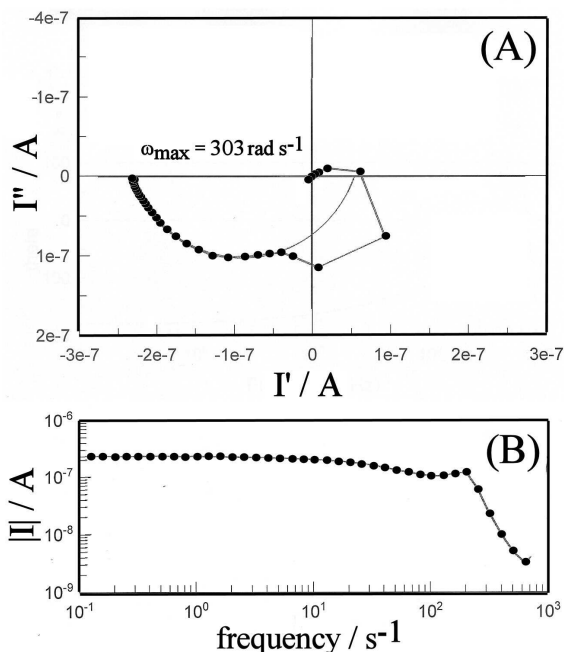 -4e-7
(A)
-1e-7
ωmax = 303 rad s-1
I" / A
0
1e-7
2e-7
-3e-7 -2e-7 -1e-7 0 1e-7 2e-7 3e-7
I' / A
10-6
(B)
10-7
|I| / A
10-8
10-9
10-1 100 101 102 103
frequency / s-1